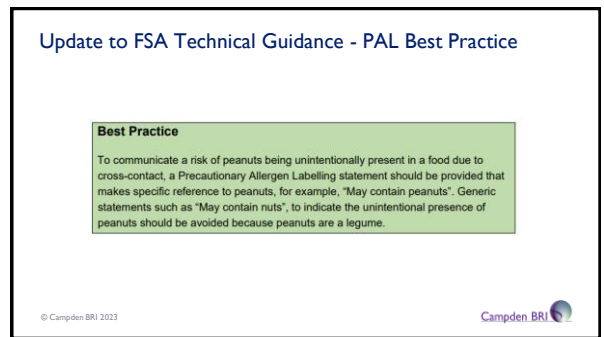 Update to FSA Technical Guidance - PAL Best Practice
Best Practice
To communicate a risk of peanuts being unintentionally present in a food due to
cross-contact, a Precautionary Allergen Labelling statement should be provided that
makes specific reference to peanuts, for example, “May contain peanuts”. Generic
statements such as “May contain nuts”, to indicate the unintentional presence of
peanuts should be avoided because peanuts are a legume.
© Campden BRI 2023
Campden BRI